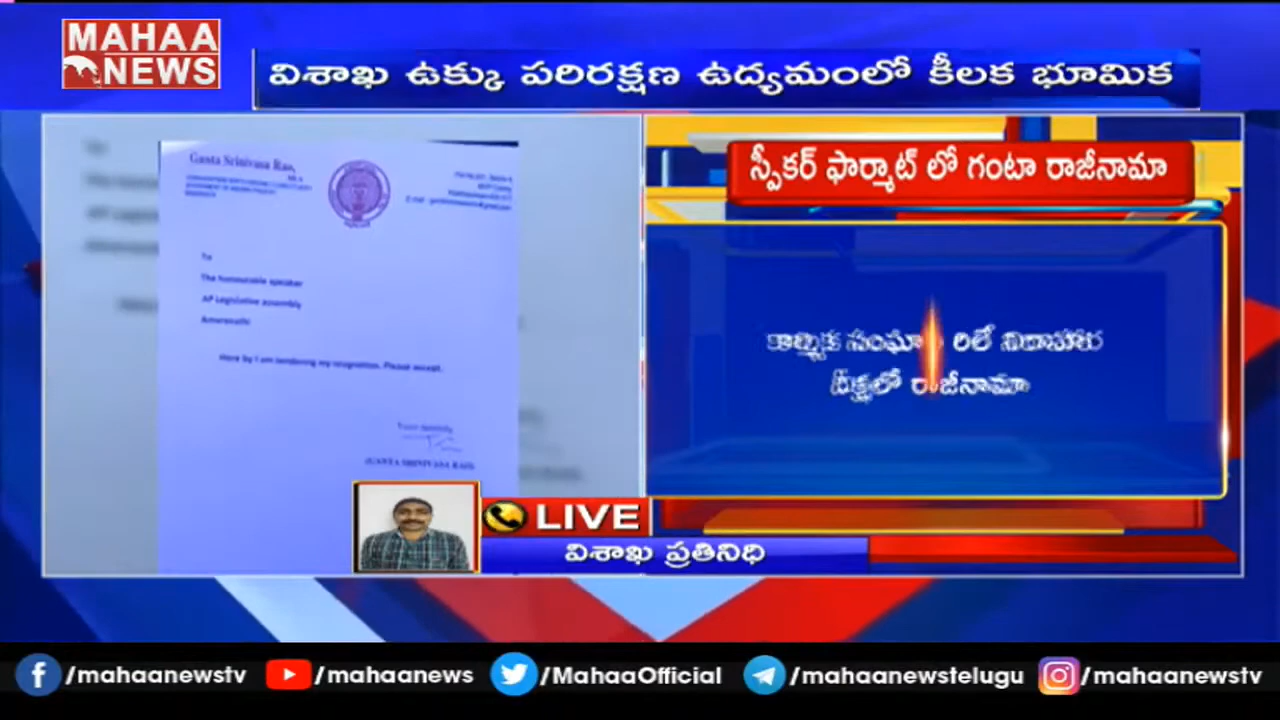 MAHAA
NEWS
విశాఖ ఉక్కు పరిరక్షణ ఉద్యమంలో కీలక భూమిక
స్పీకర్ ఫార్మాట్ లో గంటా రాజీనామా
Ganta Srinivasa Rao,
MLA
To
The honourable speaker
AP Legislative assembly
Amaravathi
Here by I am tendering my resignation. Please accept.
(GANTA SRINIVASA RAO)
కార్మిక సంఘాల రిలే నిరాహార
దీక్షలో రాజీనామా
LIVE
విశాఖ ప్రతినిధి
/mahaanewstv
/mahaanews
/MahaaOfficial
/mahaanewstelugu
/mahaanewstv